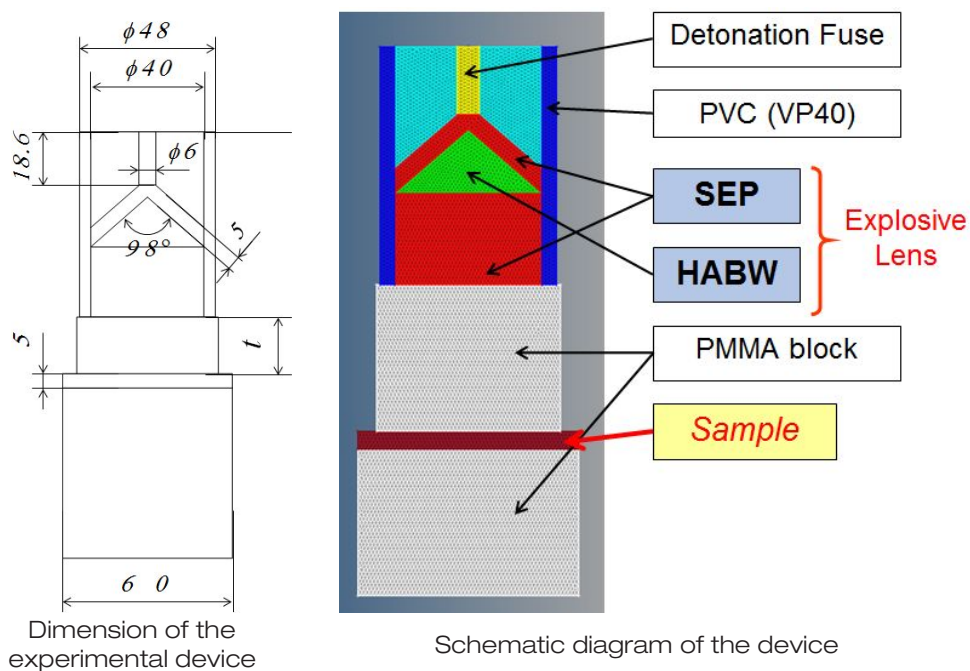 ϕ48
ϕ40
18.6
ϕ6
98°
5
5
t
6 0
Dimension of the
experimental device
Detonation Fuse
PVC (VP40)
SEP
HABW
Explosive
Lens
PMMA block
Sample
Schematic diagram of the device